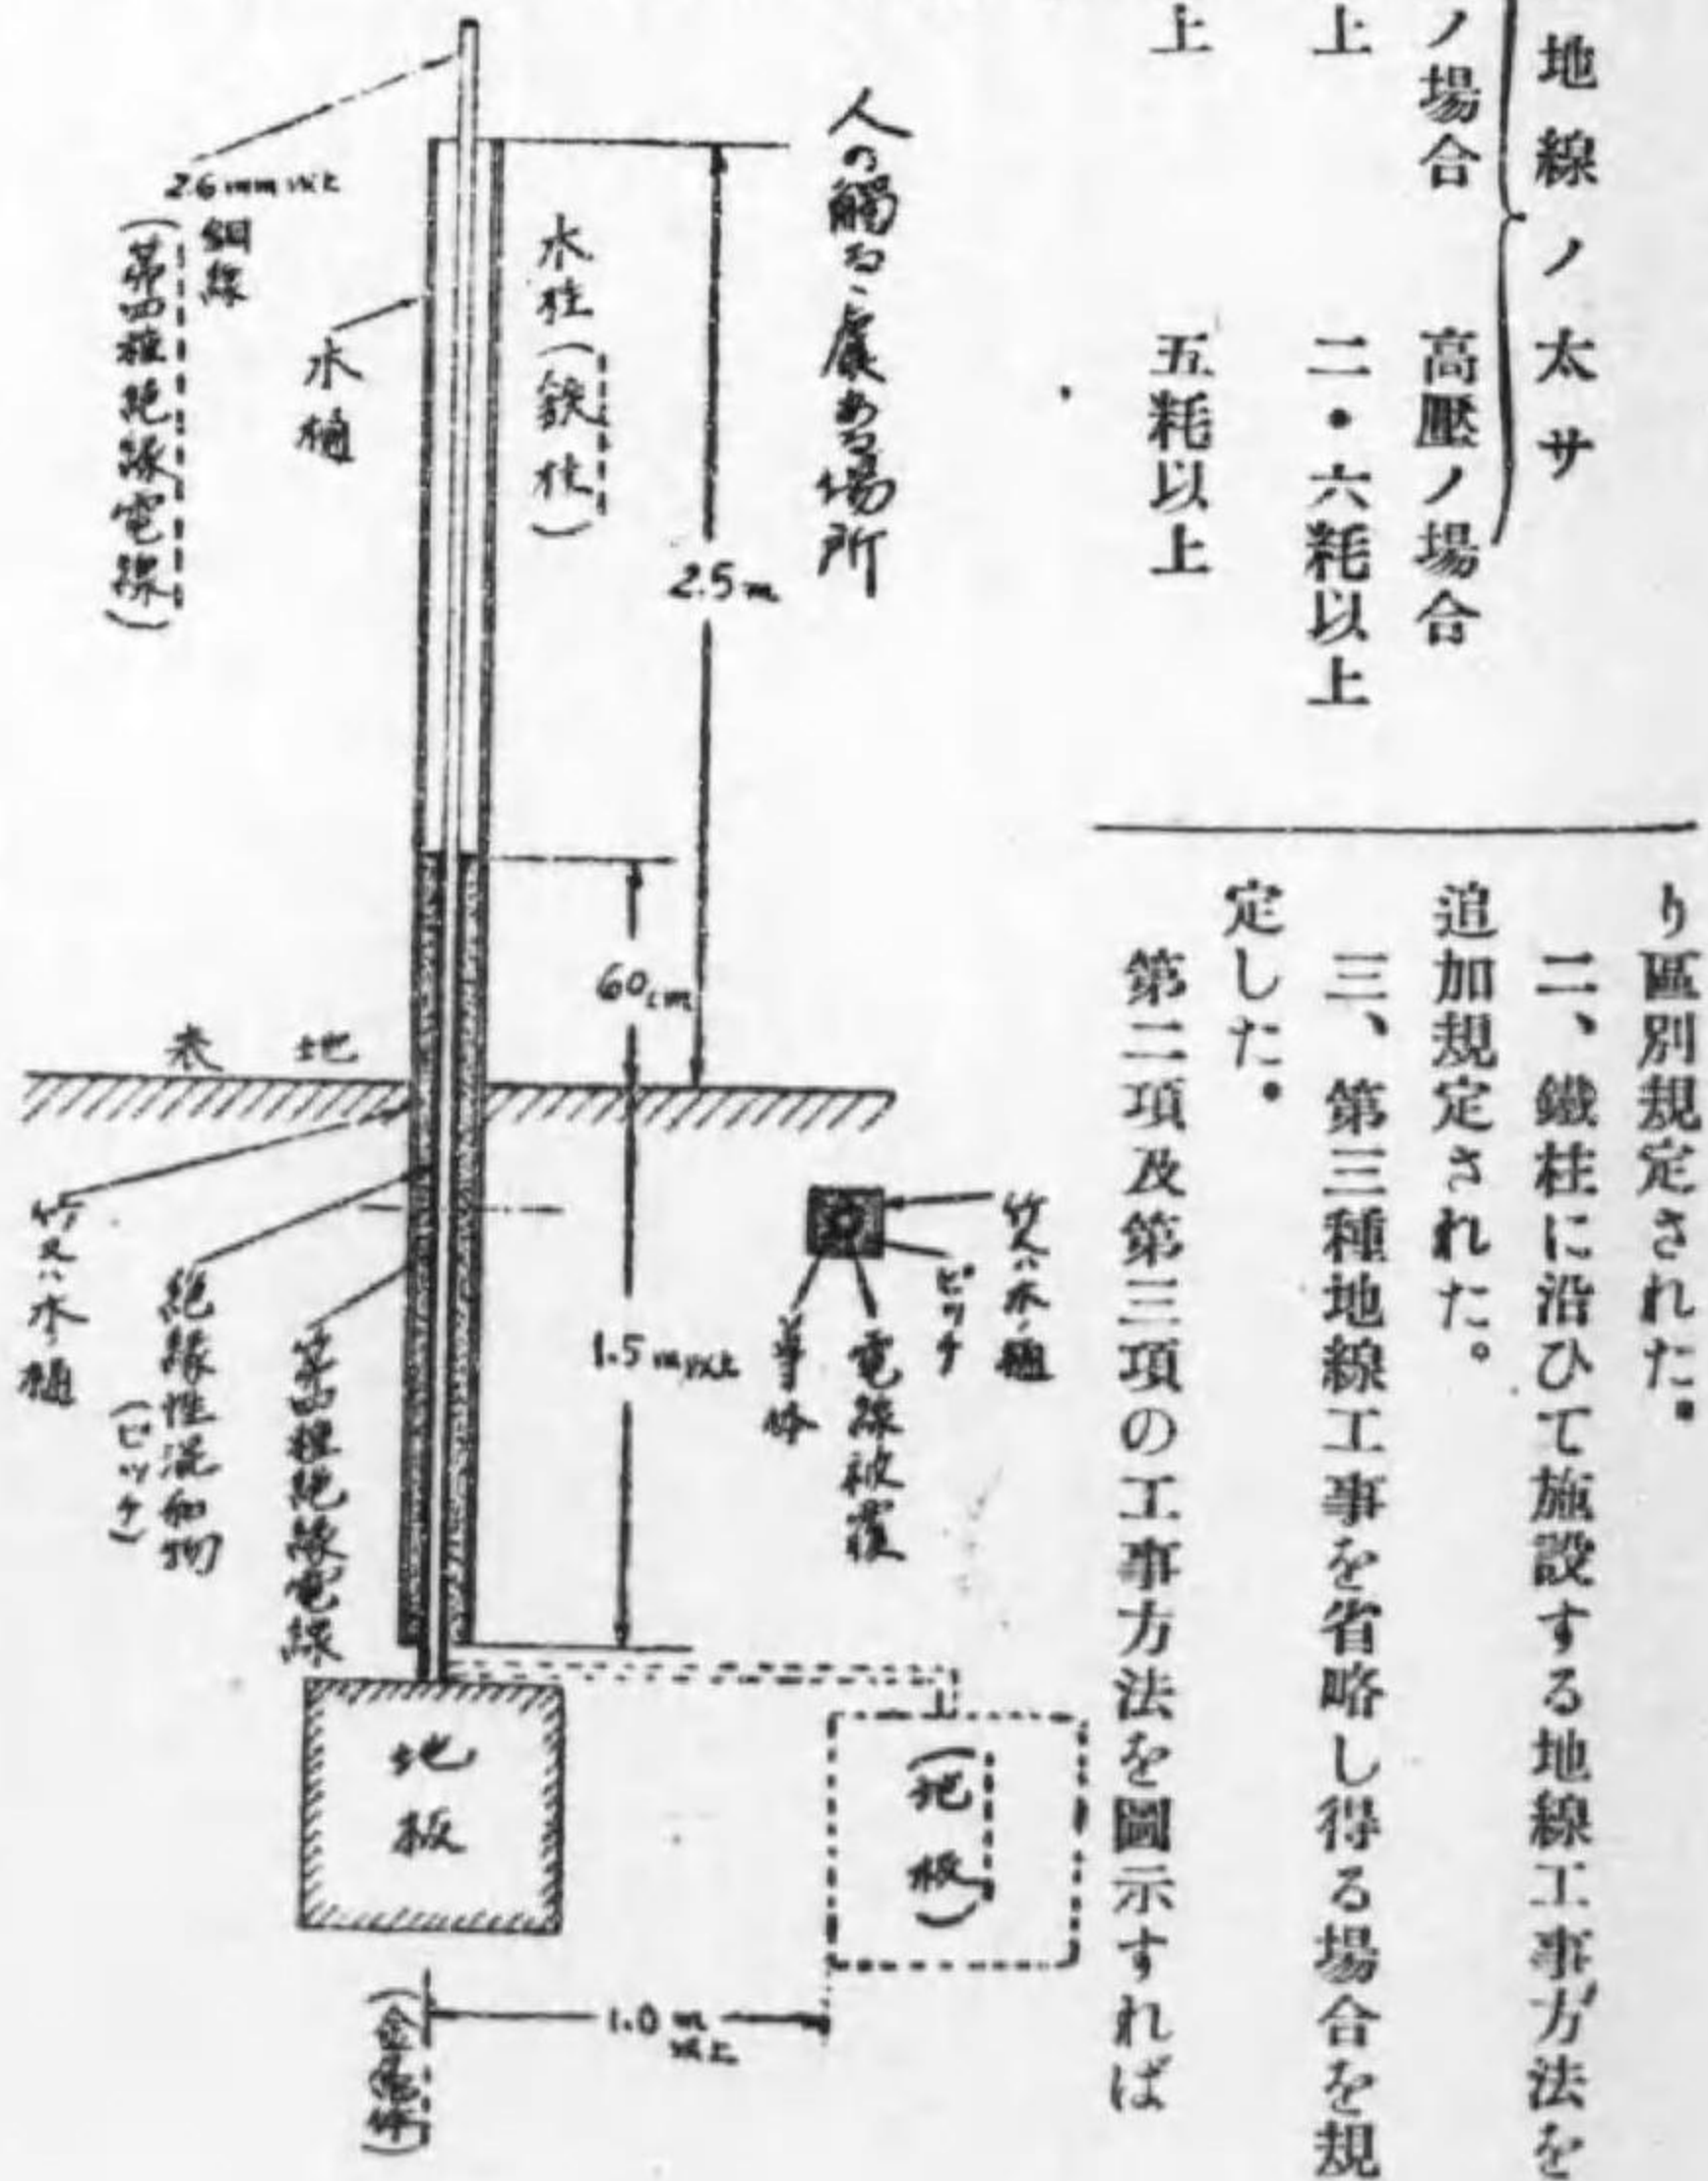 地線ノ太サ
ノ場合
高壓ノ場合
上
二・六粍以上
上
五粍以上
り區別規定された。
二、鐵柱に沿ひて施設する地線工事方法を
追加規定された。
三、第三種地線工事を省略し得る場合を規
定した。
第二項及第三項の工事方法を圖示すれば
人の觸るゝ虞ある場所
2.5m
木柱(鉄柱)
2.6mm以上
銅線
(第四種絶緣電線)
木樋
60cm
地表
1.5m以上
竹又ハ木樋
ピッチ
電線被覆
導体
竹又ハ木樋
絶緣性混和物
(ピッチ)
第四種絶緣電線
地板
(地板)
1.0m
以上
(金属体)